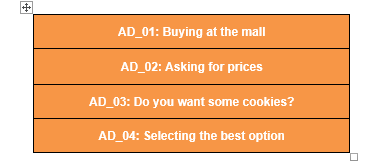 AD_01: Buying at the mall
AD_02: Asking for prices
AD_03: Do you want some cookies?
AD_04: Selecting the best option